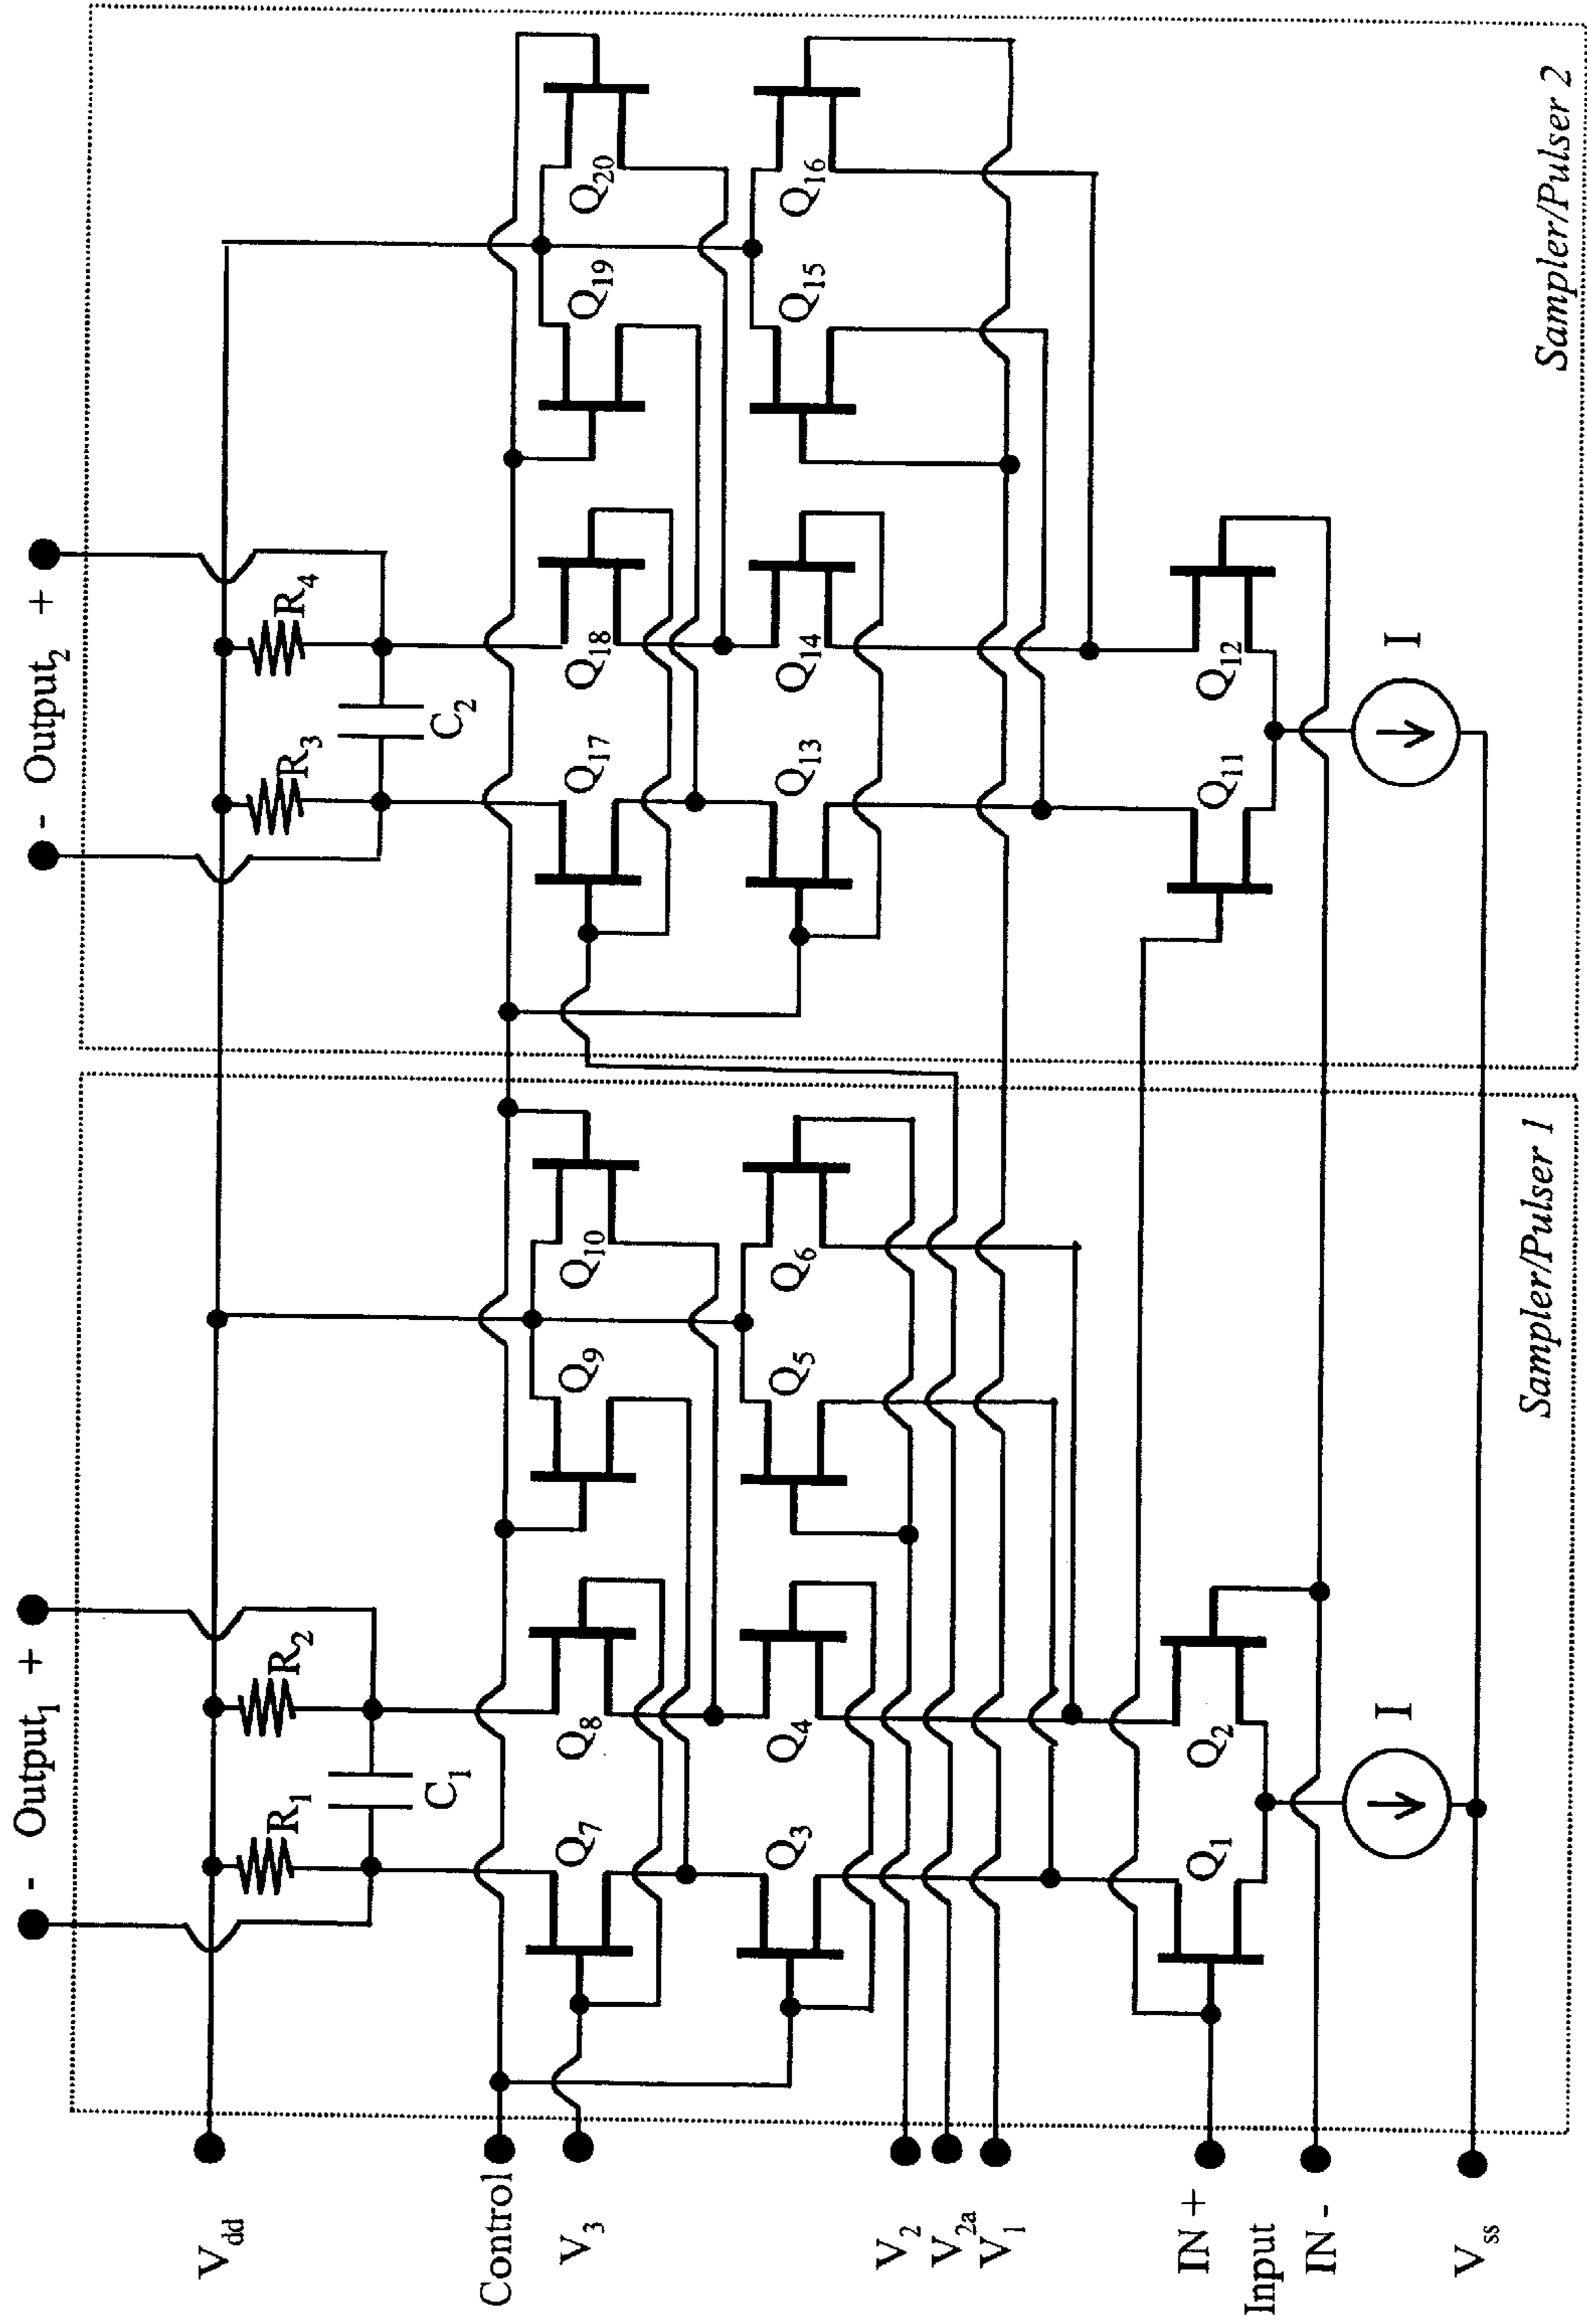 - Output₁ +
- Output₂ +
V_dd
R₁
R₂
R₃
R₄
C₁
C₂
Control
V₃
Q₇
Q₈
Q₉
Q₁₀
Q₁₇
Q₁₈
Q₁₉
Q₂₀
Q₃
Q₄
Q₅
Q₆
Q₁₃
Q₁₄
Q₁₅
Q₁₆
V₂
V₂ₐ
V₁
IN +
Input
IN -
Q₁
Q₂
Q₁₁
Q₁₂
I
I
V_ss
Sampler/Pulser 1
Sampler/Pulser 2